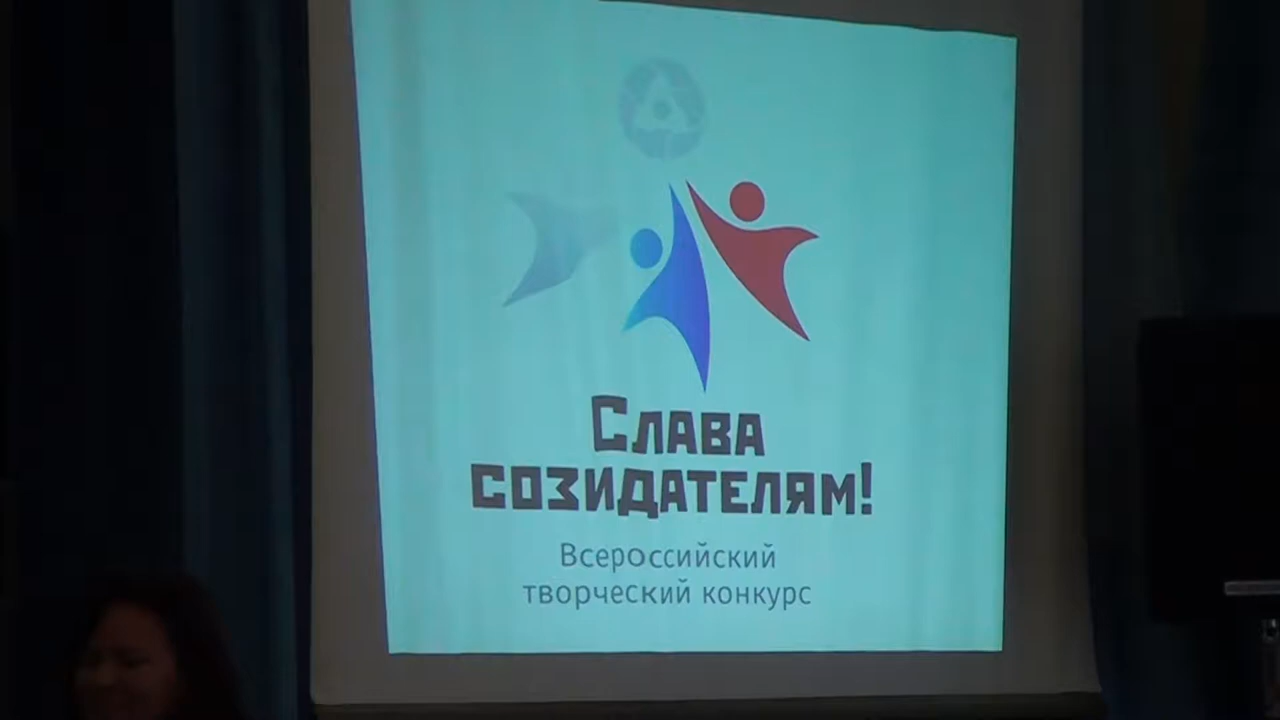 Слава
созидателям!
Всероссийский
творческий конкурс